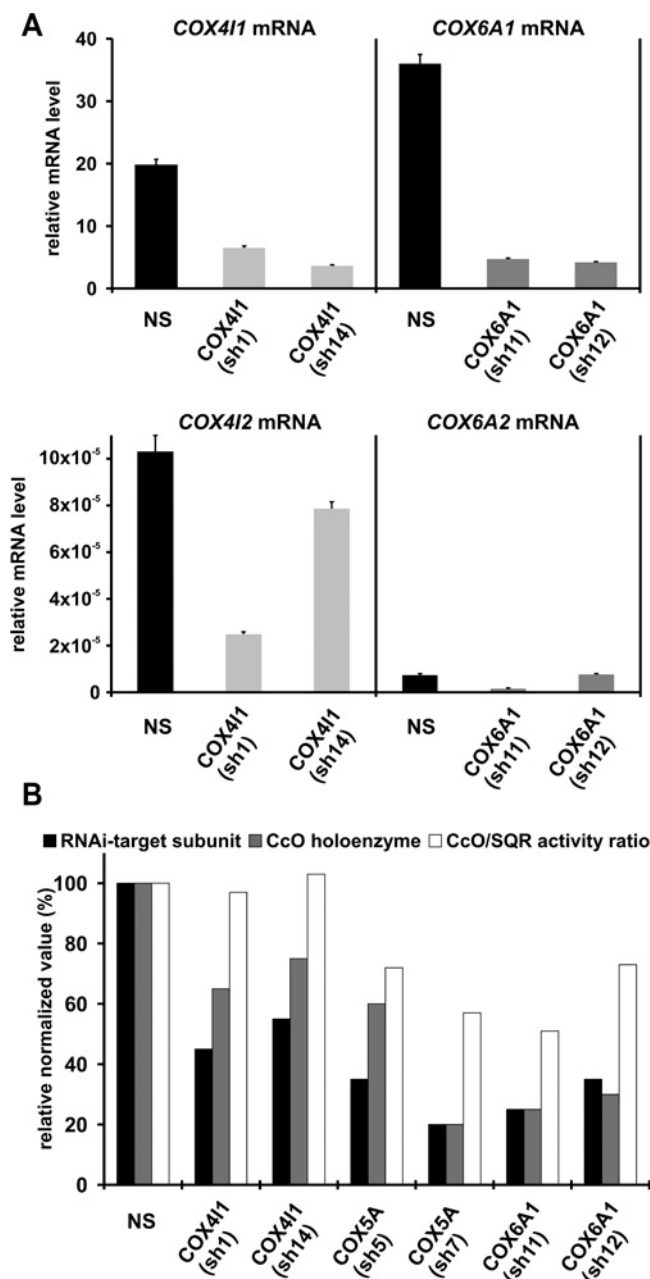 A
COX4I1 mRNA
COX6A1 mRNA
relative mRNA level
40
30
20
10
0
NS
COX4I1 (sh1)
COX4I1 (sh14)
NS
COX6A1 (sh11)
COX6A1 (sh12)
COX4I2 mRNA
COX6A2 mRNA
relative mRNA level
10x10⁻⁵
8x10⁻⁵
6x10⁻⁵
4x10⁻⁵
2x10⁻⁵
0
NS
COX4I1 (sh1)
COX4I1 (sh14)
NS
COX6A1 (sh11)
COX6A1 (sh12)
B
RNAi-target subunit CcO holoenzyme CcO/SQR activity ratio
relative normalized value (%)
100
80
60
40
20
0
NS
COX4I1 (sh1)
COX4I1 (sh14)
COX5A (sh5)
COX5A (sh7)
COX6A1 (sh11)
COX6A1 (sh12)